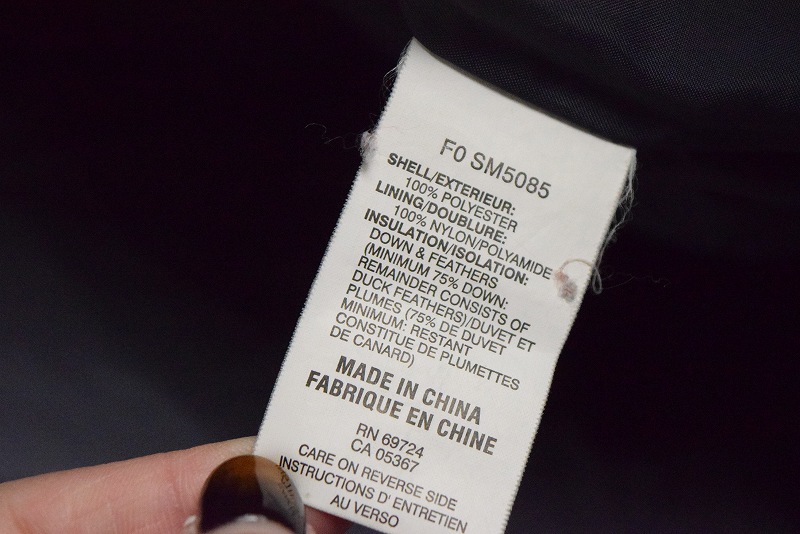 F0 SM5085
SHELL/EXTERIEUR:
100% POLYESTER
LINING/DOUBLURE:
100% NYLON/POLYAMIDE
INSULATION/ISOLATION:
DOWN & FEATHERS
(MINIMUM 75% DOWN:
REMAINDER CONSISTS OF
DUCK FEATHERS)/DUVET ET
PLUMES (75% DE DUVET
MINIMUM: RESTANT
CONSTITUE DE PLUMETTES
DE CANARD)
MADE IN CHINA
FABRIQUE EN CHINE
RN 69724
CA 05367
CARE ON REVERSE SIDE
INSTRUCTIONS D' ENTRETIEN
AU VERSO